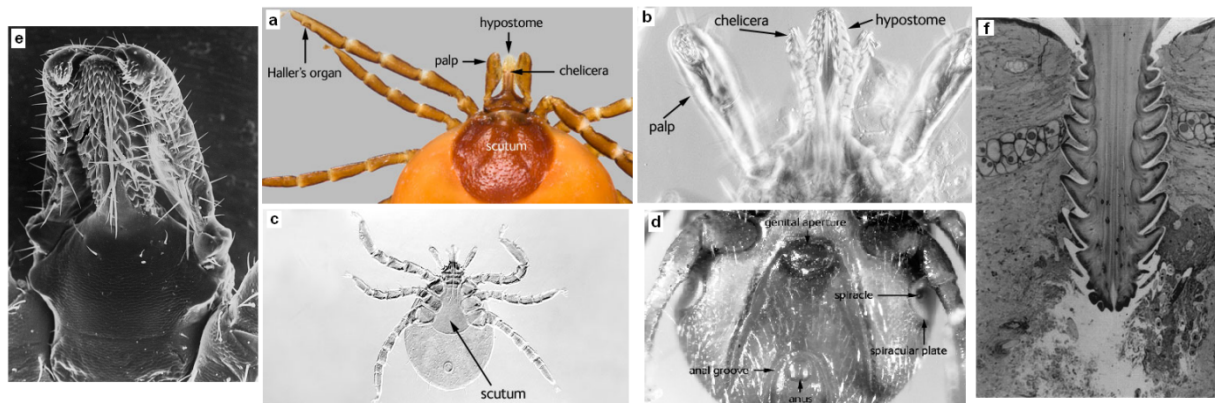 e
a
hypostome
Haller's organ
palp
chelicera
scutum
b
chelicera
hypostome
palp
c
scutum
d
genital aperture
spiracle
spiracular plate
anal groove
anus
f